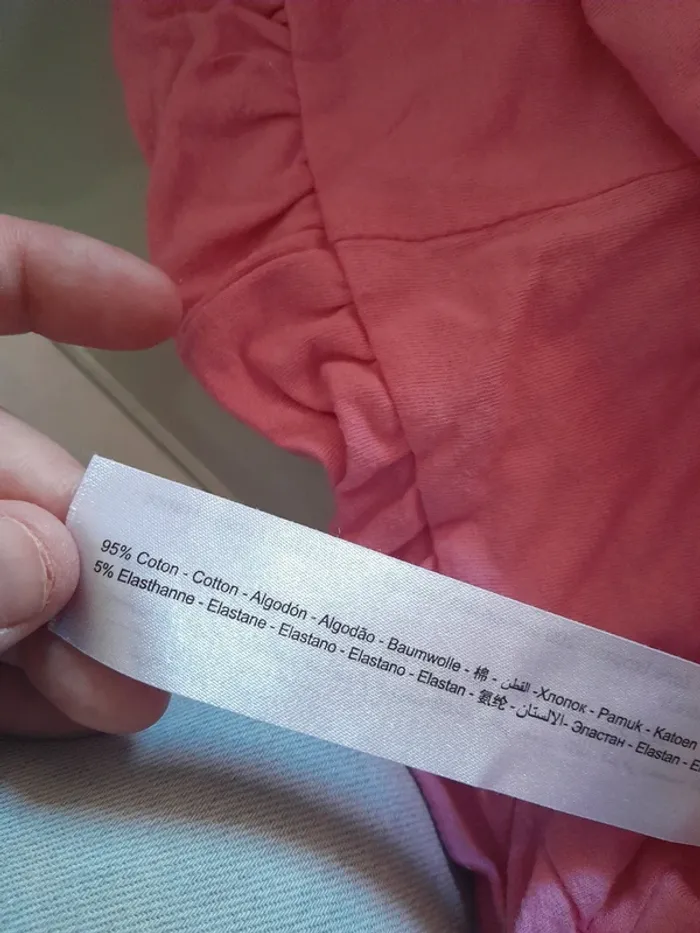 95% Coton - Cotton - Algodón - Algodão - Baumwolle - 棉 - القطن -Хлопок - Pamuk - Katoen
5% Elasthanne - Elastane - Elastano - Elastano - Elastan - 氨纶 - الالستان- Эластан - Elastan - E